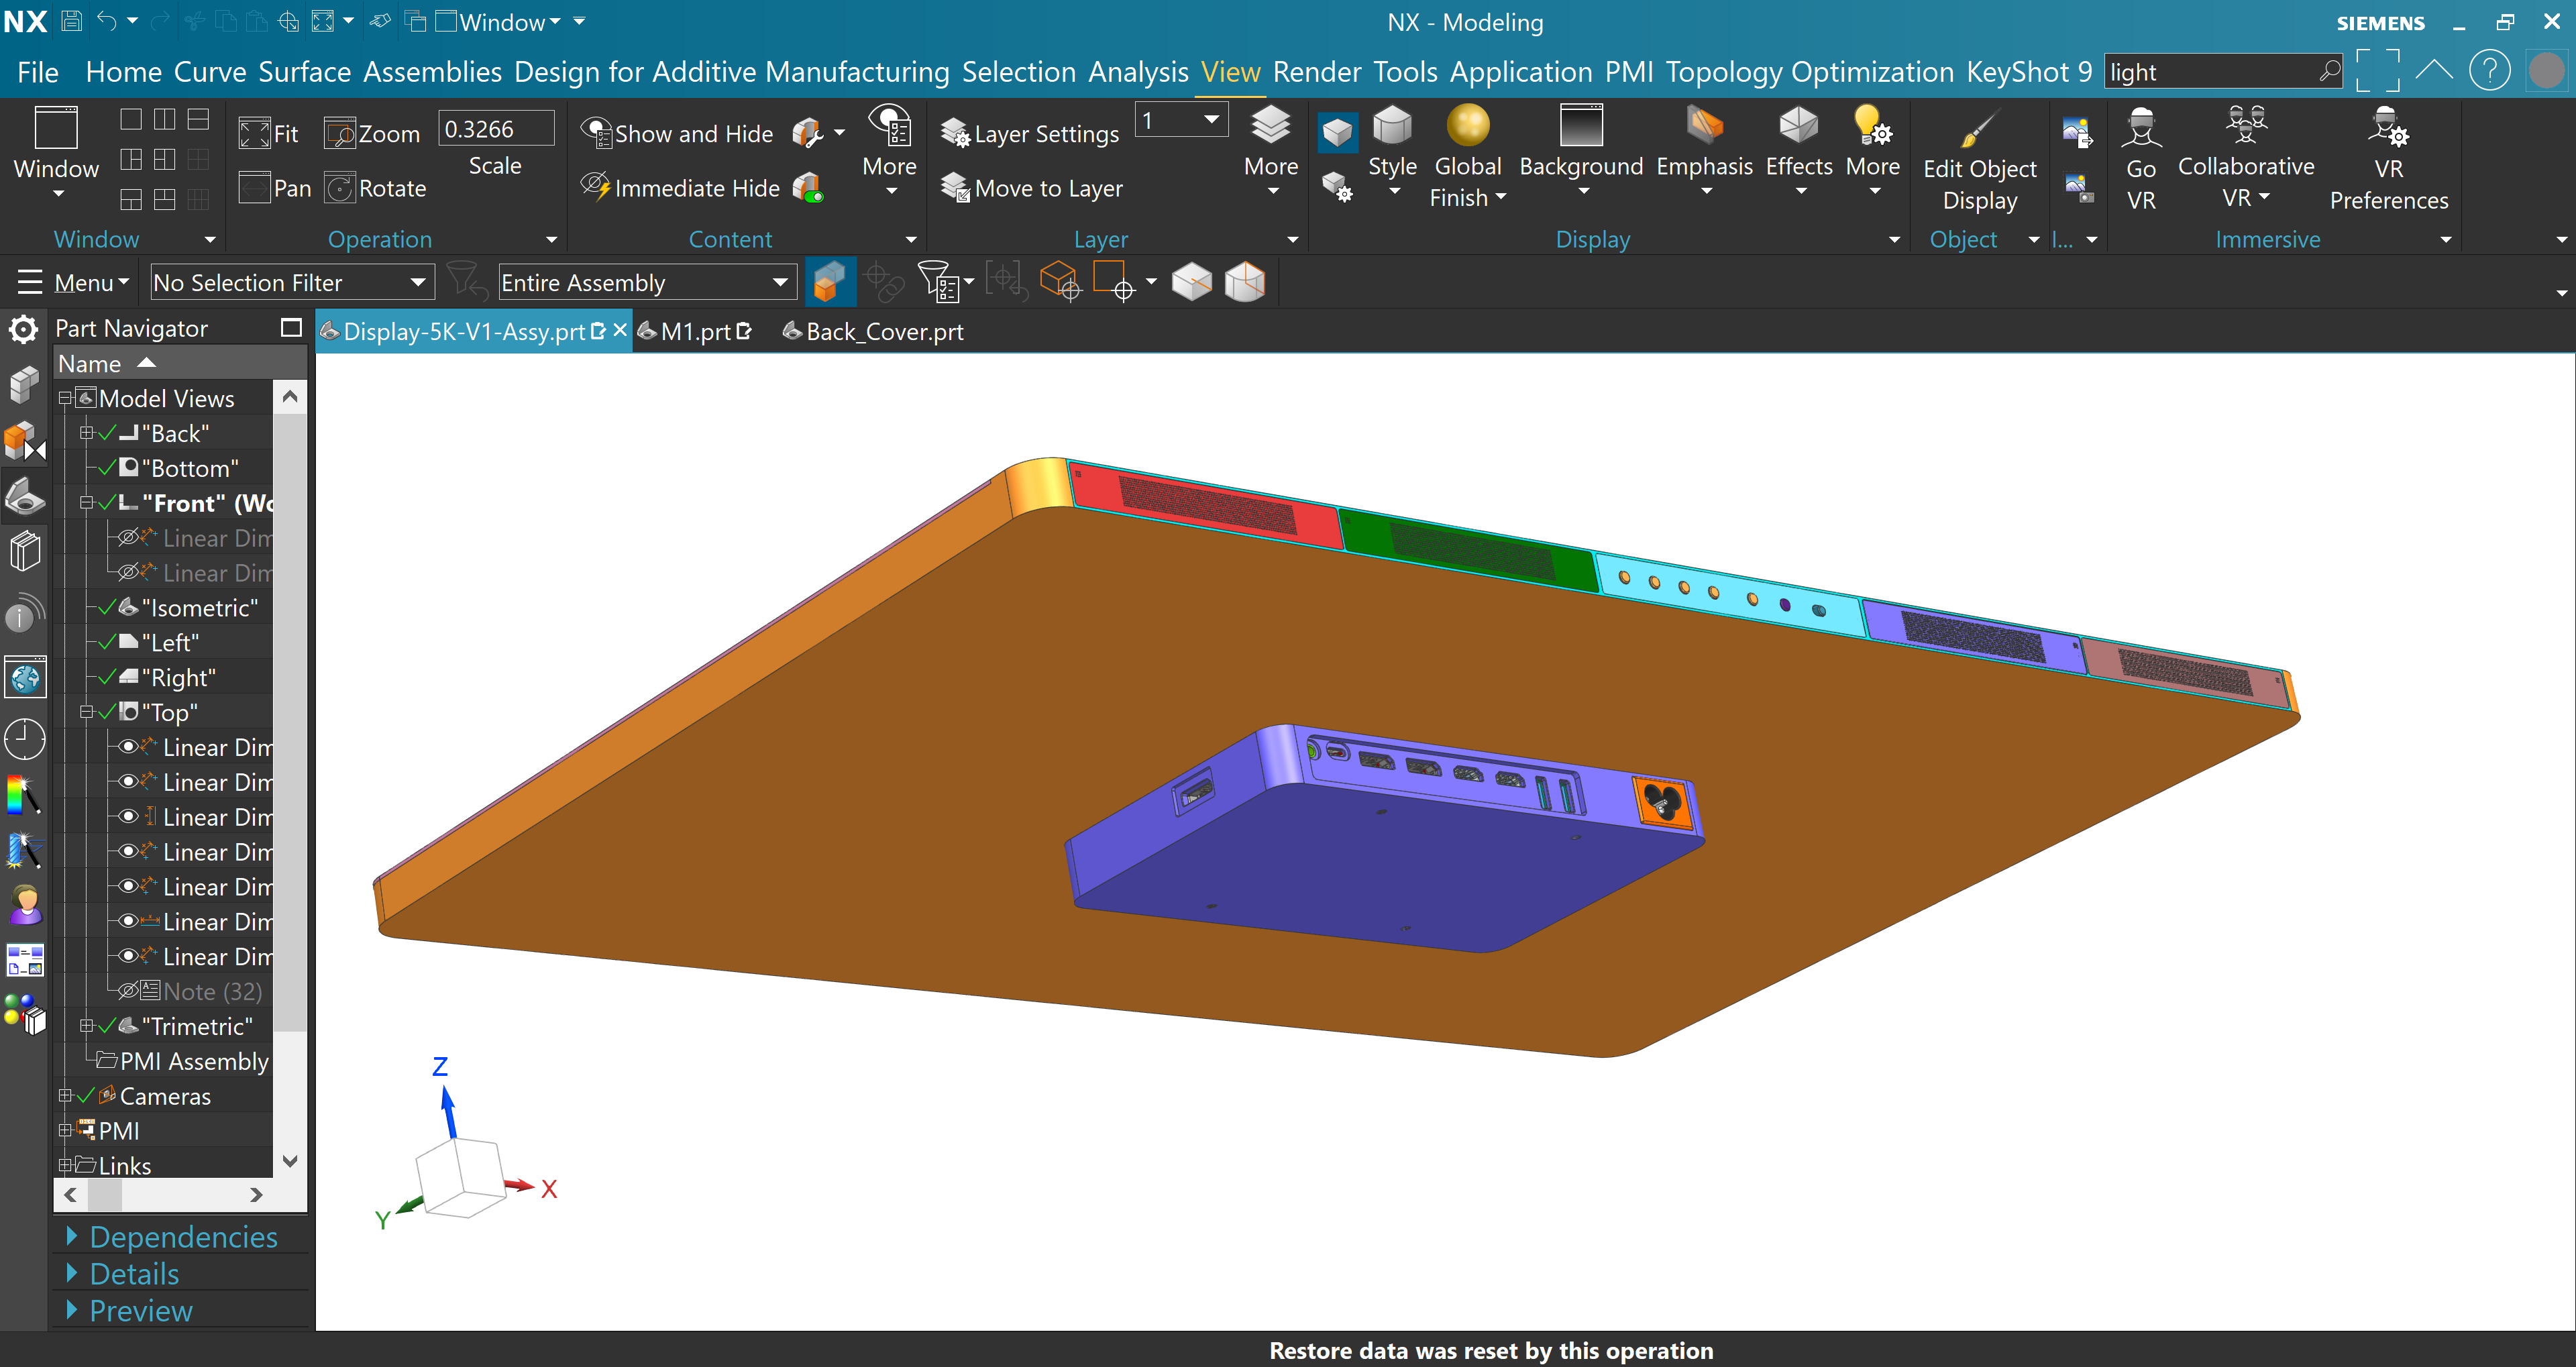 NX
Window
NX - Modeling
SIEMENS
File Home Curve Surface Assemblies Design for Additive Manufacturing Selection Analysis View Render Tools Application PMI Topology Optimization KeyShot 9
light
Window
Fit
Zoom
0.3266
Scale
Pan
Rotate
Show and Hide
Immediate Hide
More
Layer Settings
1
Move to Layer
More
Style
Global
Finish
Background
Emphasis
Effects
More
Edit Object
Display
Go
VR
Collaborative
VR
VR
Preferences
Window
Operation
Content
Layer
Display
Object
I...
Immersive
Menu
No Selection Filter
Entire Assembly
Part Navigator
Display-5K-V1-Assy.prt
M1.prt
Back_Cover.prt
Name
Model Views
"Back"
"Bottom"
"Front" (Wo
Linear Dim
Linear Dim
"Isometric"
"Left"
"Right"
"Top"
Linear Dim
Linear Dim
Linear Dim
Linear Dim
Linear Dim
Linear Dim
Linear Dim
Note (32)
"Trimetric"
PMI Assembly
Cameras
PMI
Links
Dependencies
Details
Preview
Z
X
Y
Restore data was reset by this operation